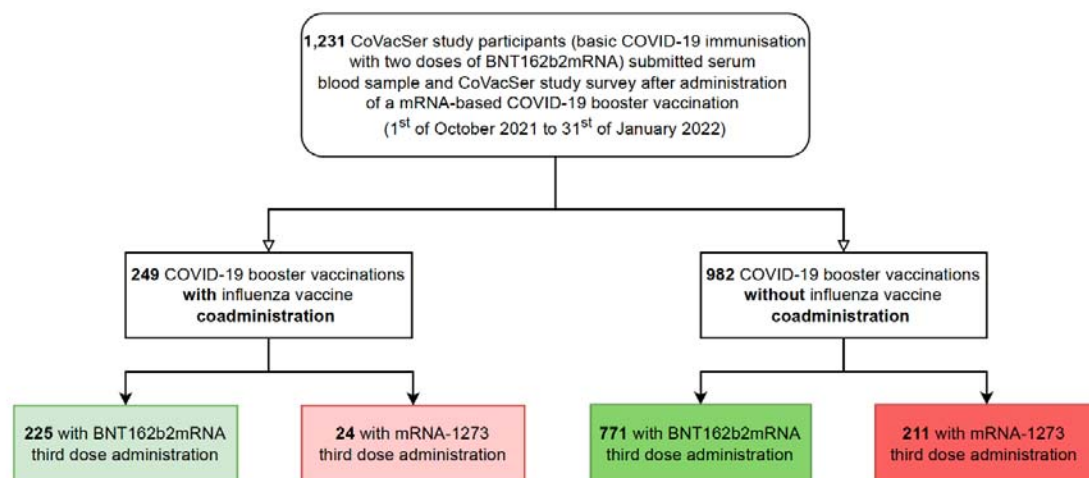 1,231 CoVacSer study participants (basic COVID-19 immunisation
with two doses of BNT162b2mRNA) submitted serum
blood sample and CoVacSer study survey after administration
of a mRNA-based COVID-19 booster vaccination
(1st of October 2021 to 31st of January 2022)
249 COVID-19 booster vaccinations
with influenza vaccine
coadministration
982 COVID-19 booster vaccinations
without influenza vaccine
coadministration
225 with BNT162b2mRNA
third dose administration
24 with mRNA-1273
third dose administration
771 with BNT162b2mRNA
third dose administration
211 with mRNA-1273
third dose administration